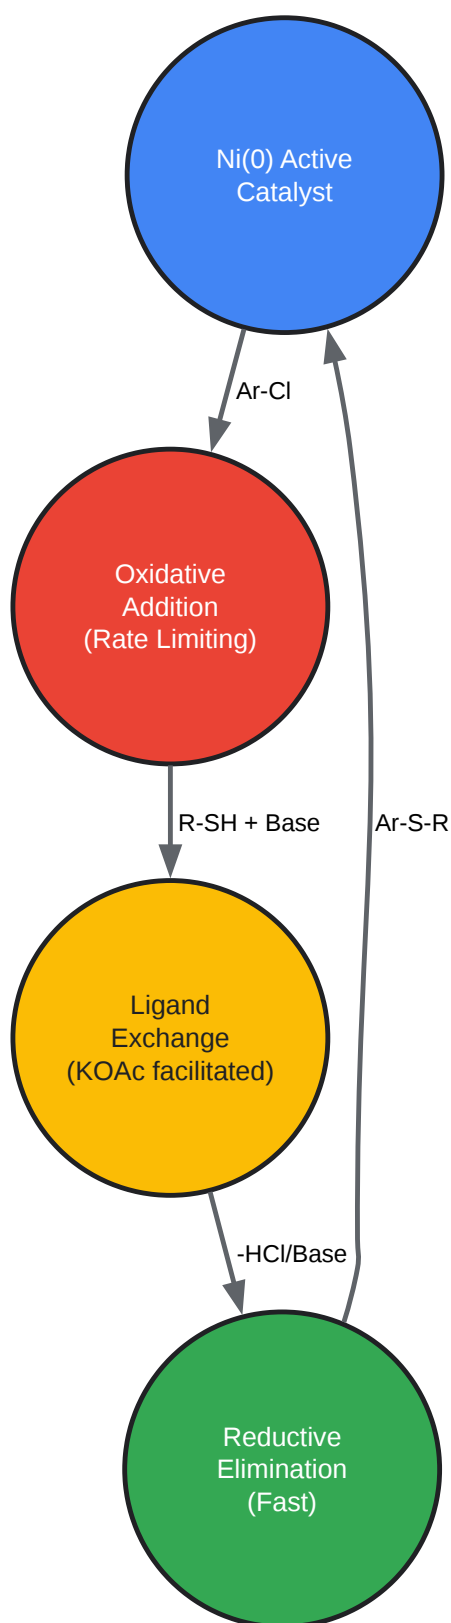 Ni(0) Active
Catalyst
Ar-Cl
Oxidative
Addition
(Rate Limiting)
R-SH + Base
Ar-S-R
Ligand
Exchange
(KOAc facilitated)
-HCl/Base
Reductive
Elimination
(Fast)